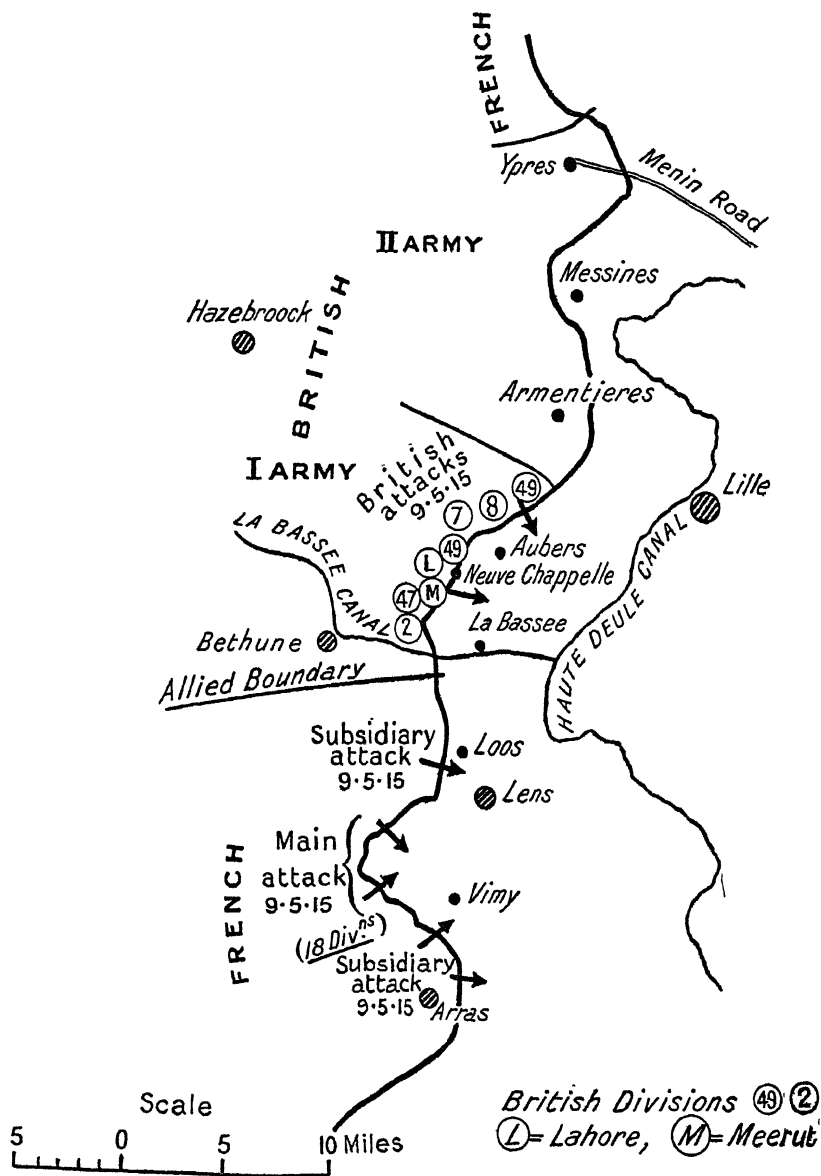 FRENCH
Ypres
Menin Road
II ARMY
Messines
Hazebroock
BRITISH
Armentieres
I ARMY
British
attacks
9·5·15
49
8
7
Lille
LA BASSEE CANAL
49
Aubers
L
Neuve Chappelle
47
M
2
La Bassee
HAUTE DEULE CANAL
Bethune
Allied Boundary
Subsidiary
attack
9·5·15
Loos
Lens
FRENCH
Main
attack
9·5·15
(18 Div.ns)
Vimy
Subsidiary
attack
9·5·15
Arras
Scale
5 0 5 10 Miles
British Divisions 49 2
L = Lahore, M = Meerut